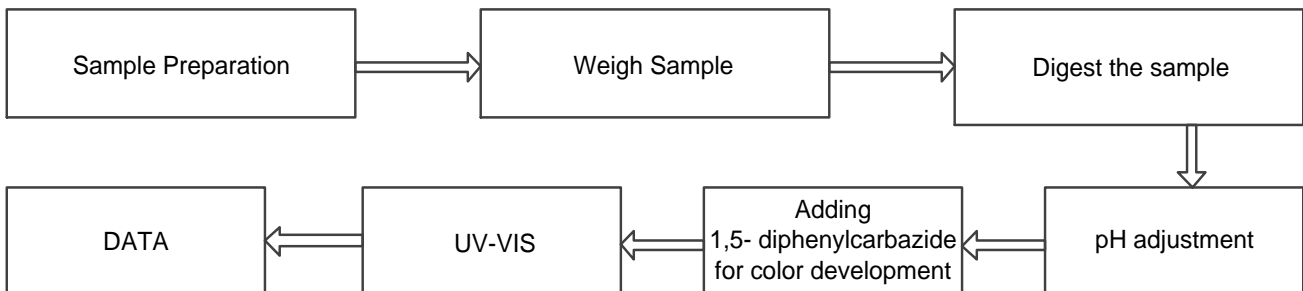 Sample Preparation
Weigh Sample
Digest the sample
pH adjustment
Adding
1,5- diphenylcarbazide
for color development
UV-VIS
DATA